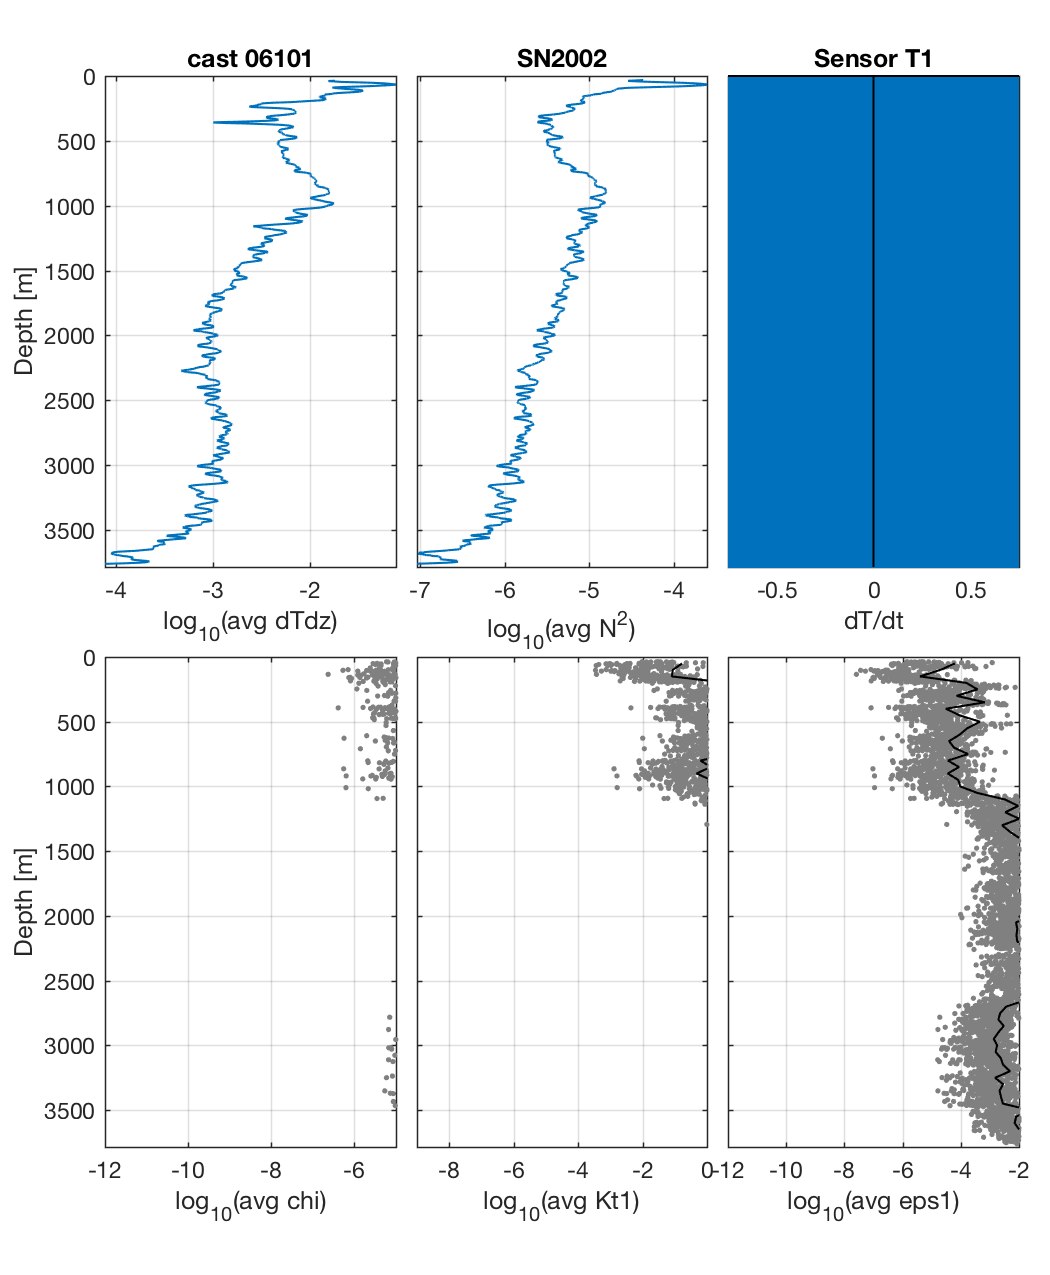 cast 06101 SN2002 Sensor T1
0
500
1000
1500
2000
2500
3000
3500
Depth [m]
-4 -3 -2 -7 -6 -5 -4 -0.5 0 0.5
log10(avg dTdz) log10(avg N2) dT/dt
0
500
1000
1500
2000
2500
3000
3500
Depth [m]
-12 -10 -8 -6 -8 -6 -4 -2 0 -12 -10 -8 -6 -4 -2
log10(avg chi) log10(avg Kt1) log10(avg eps1)